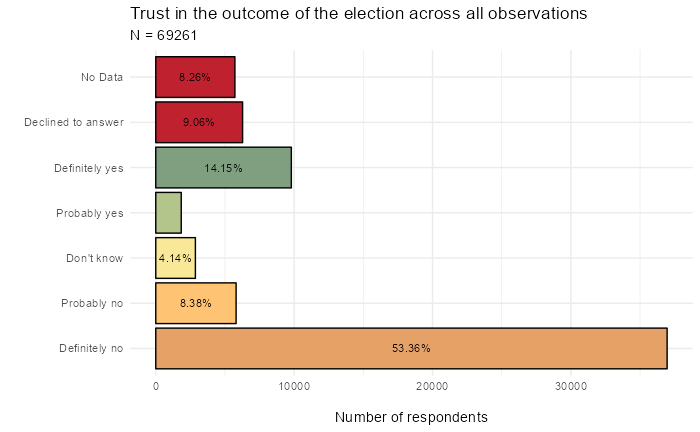 Trust in the outcome of the election across all observations
N = 69261
No Data
8.26%
Declined to answer
9.06%
Definitely yes
14.15%
Probably yes
Don't know
4.14%
Probably no
8.38%
Definitely no
53.36%
0
10000
20000
30000
Number of respondents